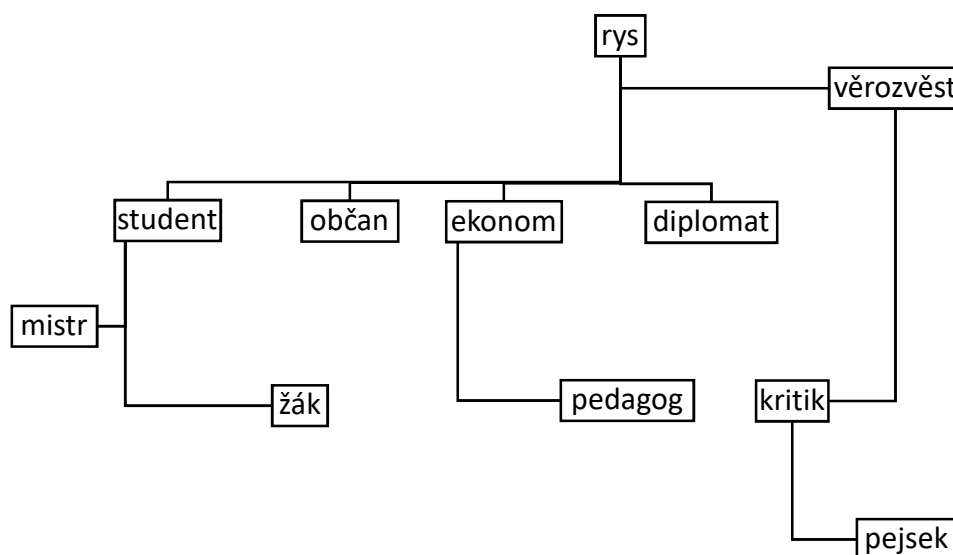 rys
věrozvěst
student
občan
ekonom
diplomat
mistr
žák
pedagog
kritik
pejsek